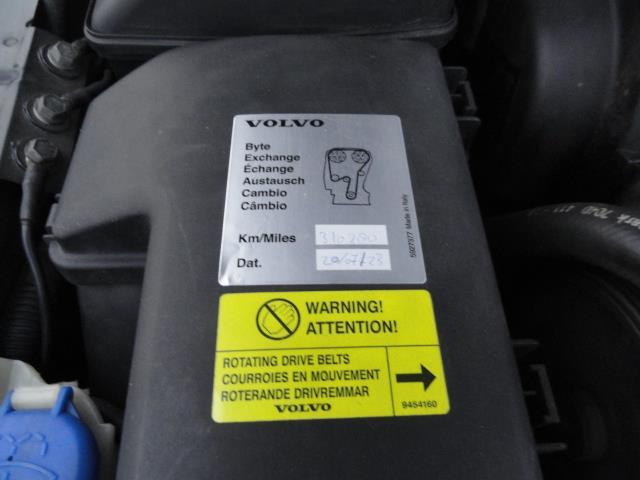 VOLVO
Byte
Exchange
Échange
Austausch
Cambio
Câmbio
Km/Miles 310280
Dat. 20/07/23
5927977 Made in Italy
WARNING!
ATTENTION!
ROTATING DRIVE BELTS
COURROIES EN MOUVEMENT
ROTERANDE DRIVREMMAR
VOLVO
9454160